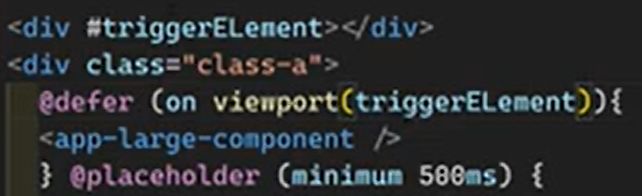 <div #triggerELement></div>
<div class="class-a">
@defer (on viewport(triggerELement)){
<app-large-component />
} @placeholder (minimum 500ms) {